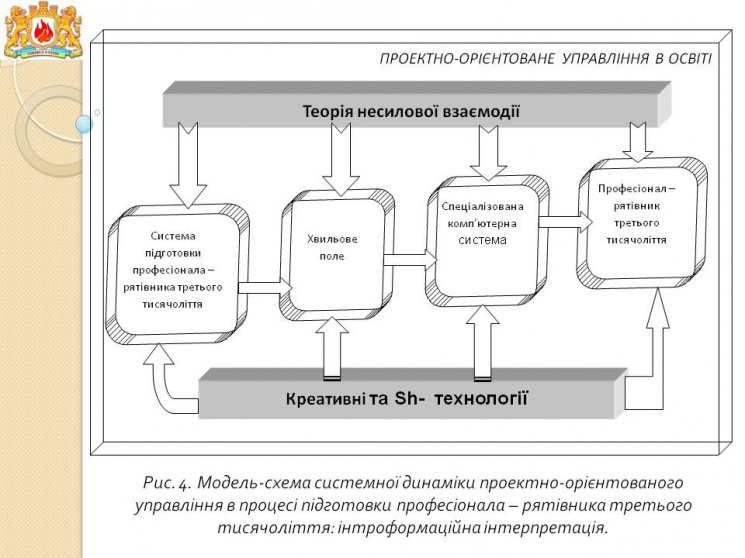 ПРОЕКТНО-ОРІЄНТОВАНЕ УПРАВЛІННЯ В ОСВІТІ
Теорія несилової взаємодії
Система
підготовки
професіонала –
рятівника третього
тисячоліття
Хвильове
поле
Спеціалізована
комп’ютерна
система
Професіонал –
рятівник
третього
тисячоліття
Креативні та Sh- технології
Рис. 4. Модель-схема системної динаміки проектно-орієнтованого
управління в процесі підготовки професіонала – рятівника третього
тисячоліття: інтроформаційна інтерпретація.